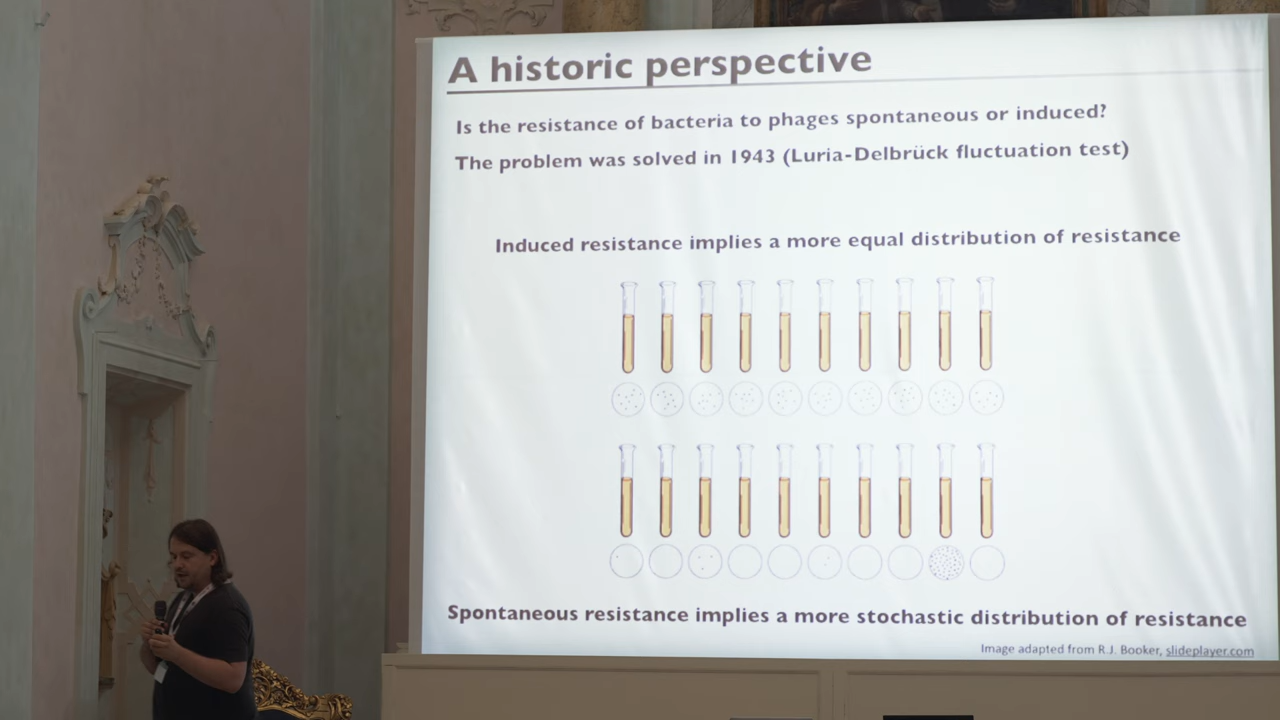 A historic perspective
Is the resistance of bacteria to phages spontaneous or induced?
The problem was solved in 1943 (Luria-Delbrück fluctuation test)
Induced resistance implies a more equal distribution of resistance
Spontaneous resistance implies a more stochastic distribution of resistance
Image adapted from R.J. Booker, slideplayer.com